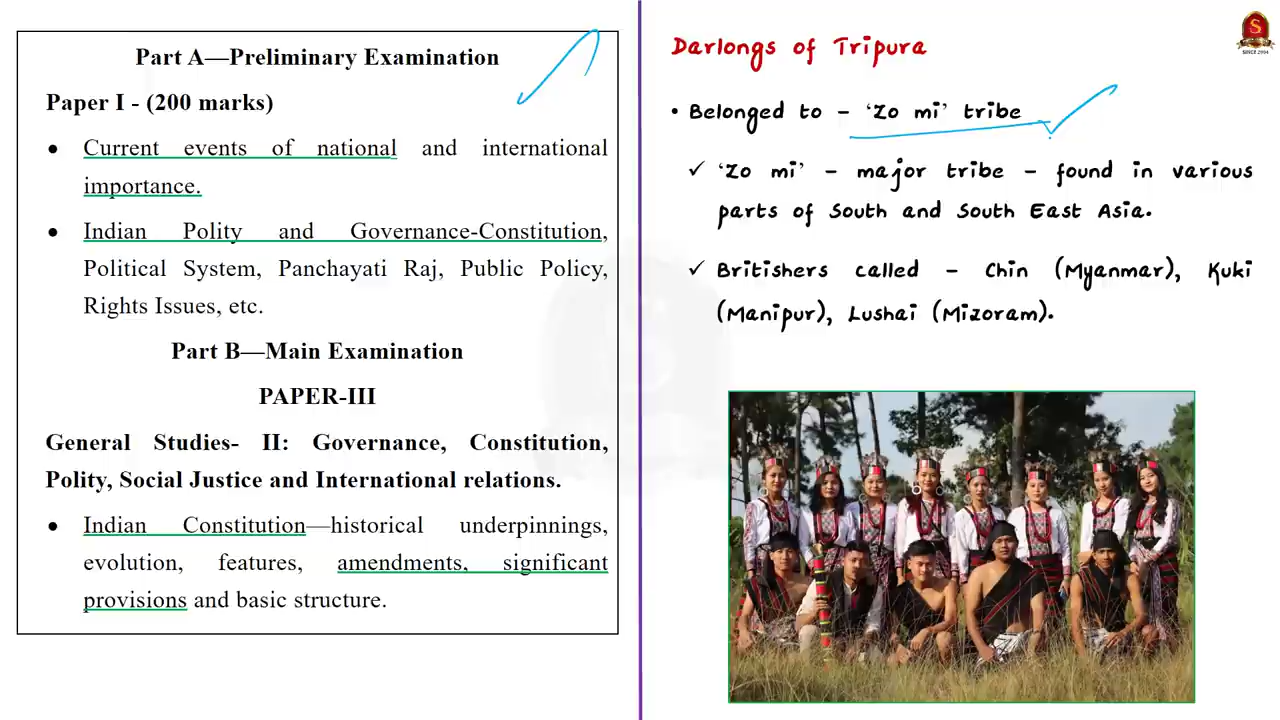 Part A—Preliminary Examination
Paper I - (200 marks)
● Current events of national and international
importance.
● Indian Polity and Governance-Constitution,
Political System, Panchayati Raj, Public Policy,
Rights Issues, etc.
Part B—Main Examination
PAPER-III
General Studies- II: Governance, Constitution,
Polity, Social Justice and International relations.
● Indian Constitution—historical underpinnings,
evolution, features, amendments, significant
provisions and basic structure.
S
SINCE 2004
Darlongs of Tripura
• Belonged to - 'Zo mi' tribe
✓ 'Zo mi' - major tribe - found in various
parts of South and South East Asia.
✓ Britishers called - Chin (Myanmar), Kuki
(Manipur), Lushai (Mizoram).